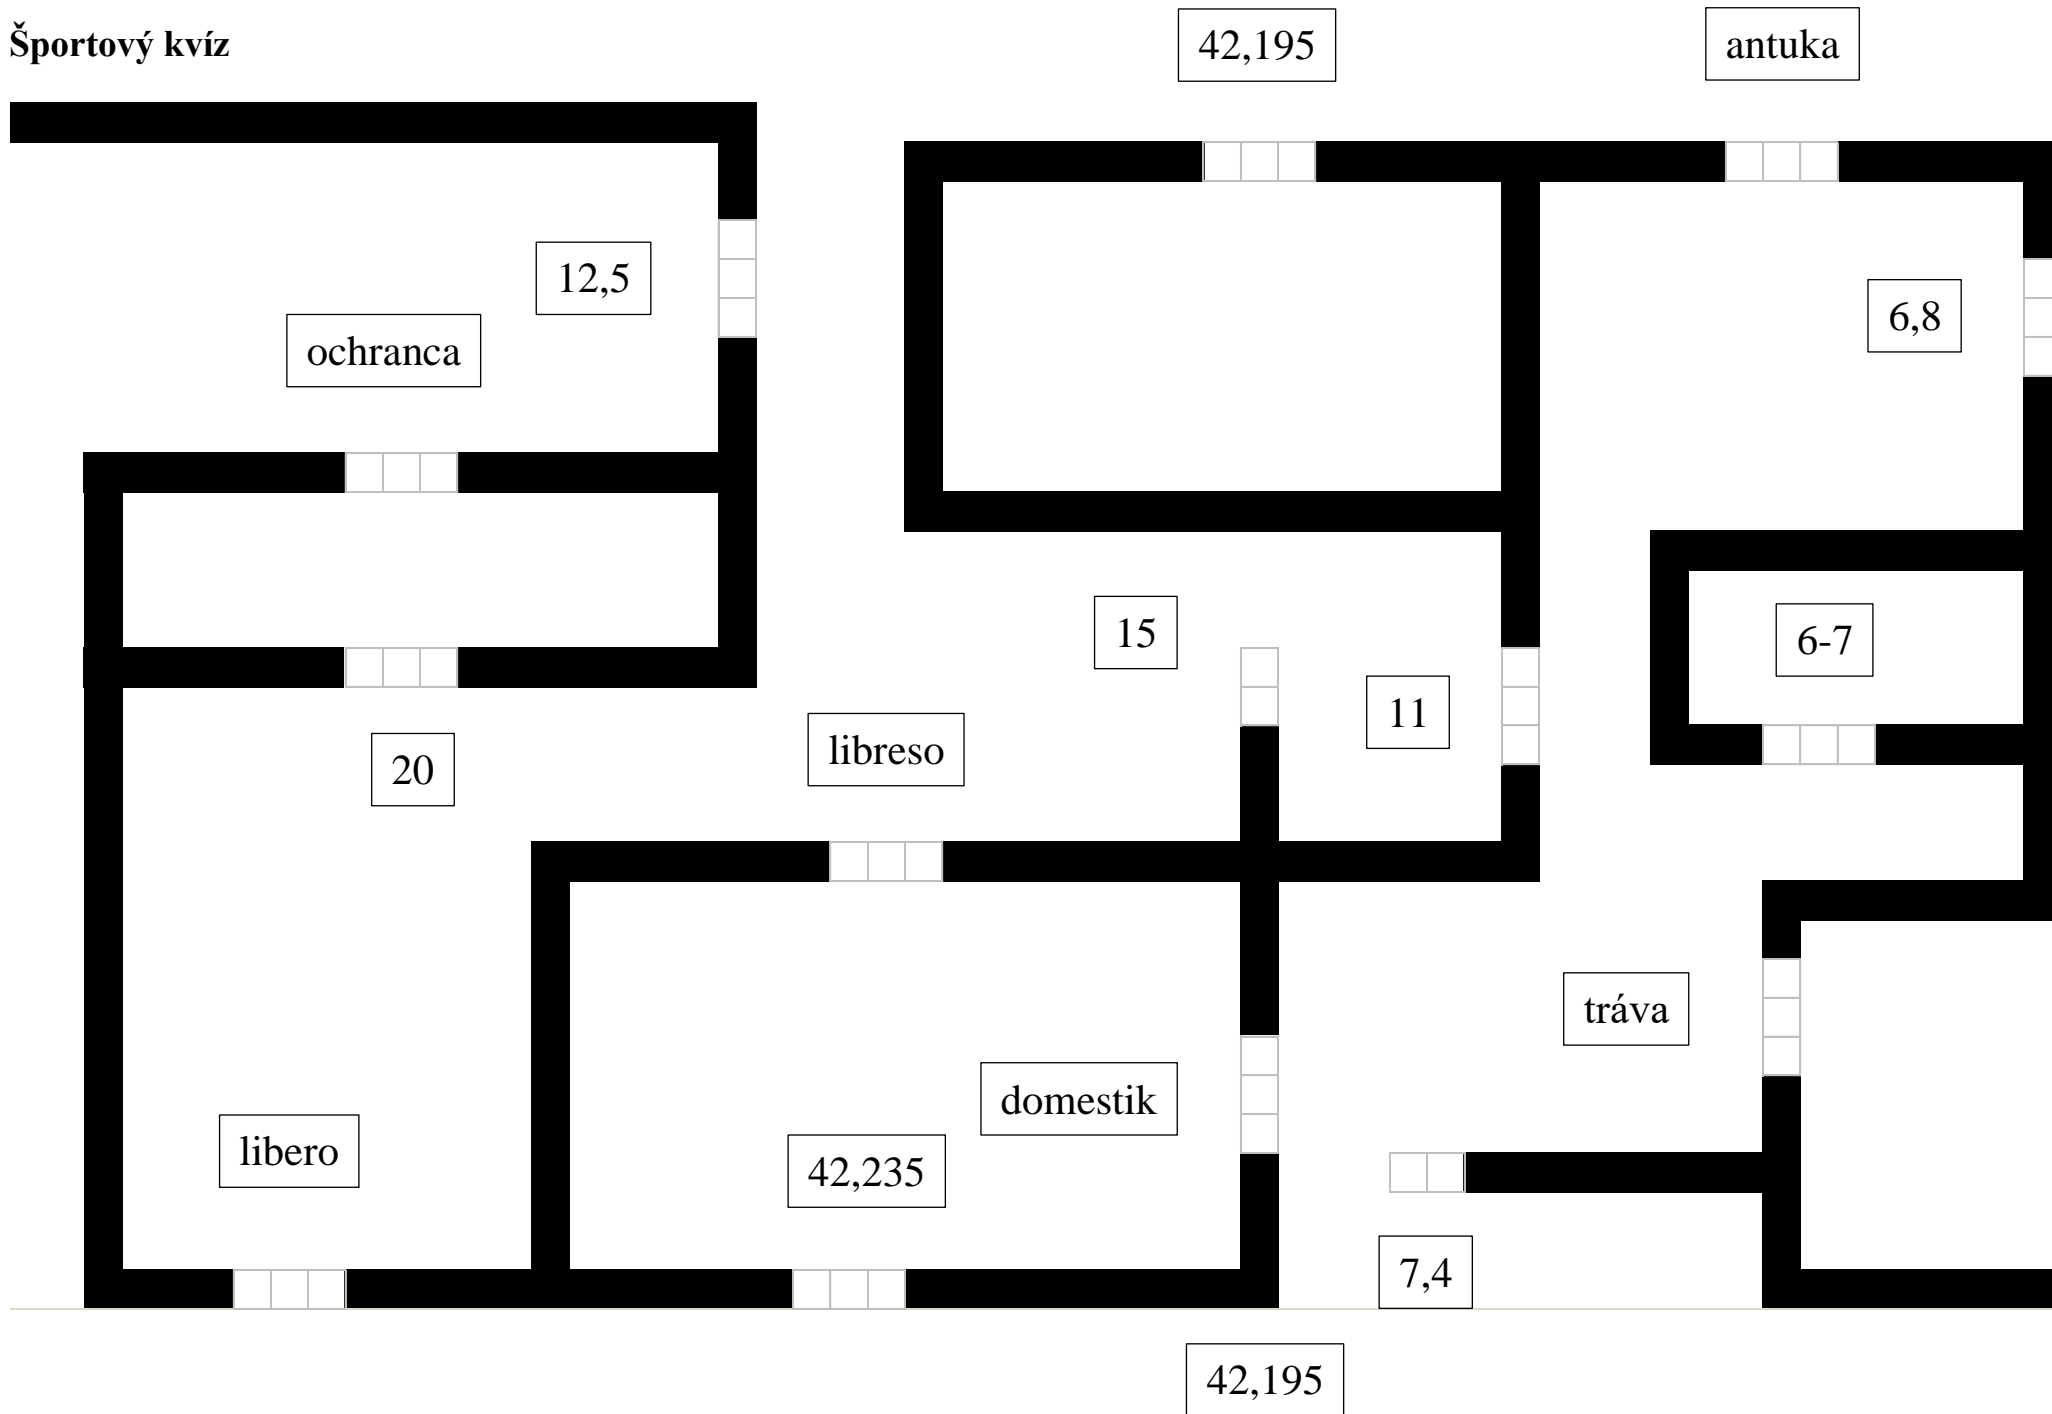 Športový kvíz
42,195
antuka
12,5
6,8
ochranca
15
6-7
11
libreso
20
tráva
domestik
libero
42,235
7,4
42,195